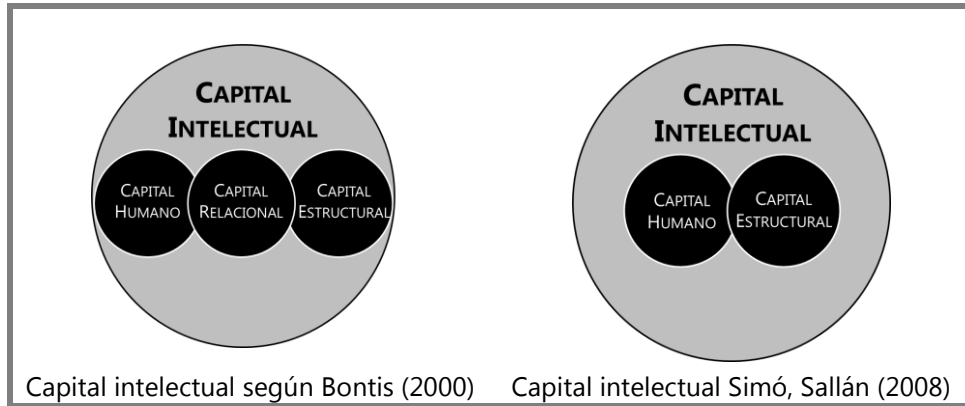 CAPITAL
INTELECTUAL
CAPITAL
HUMANO
CAPITAL
RELACIONAL
CAPITAL
ESTRUCTURAL
Capital intelectual según Bontis (2000)
CAPITAL
INTELECTUAL
CAPITAL
HUMANO
CAPITAL
ESTRUCTURAL
Capital intelectual Simó, Sallán (2008)